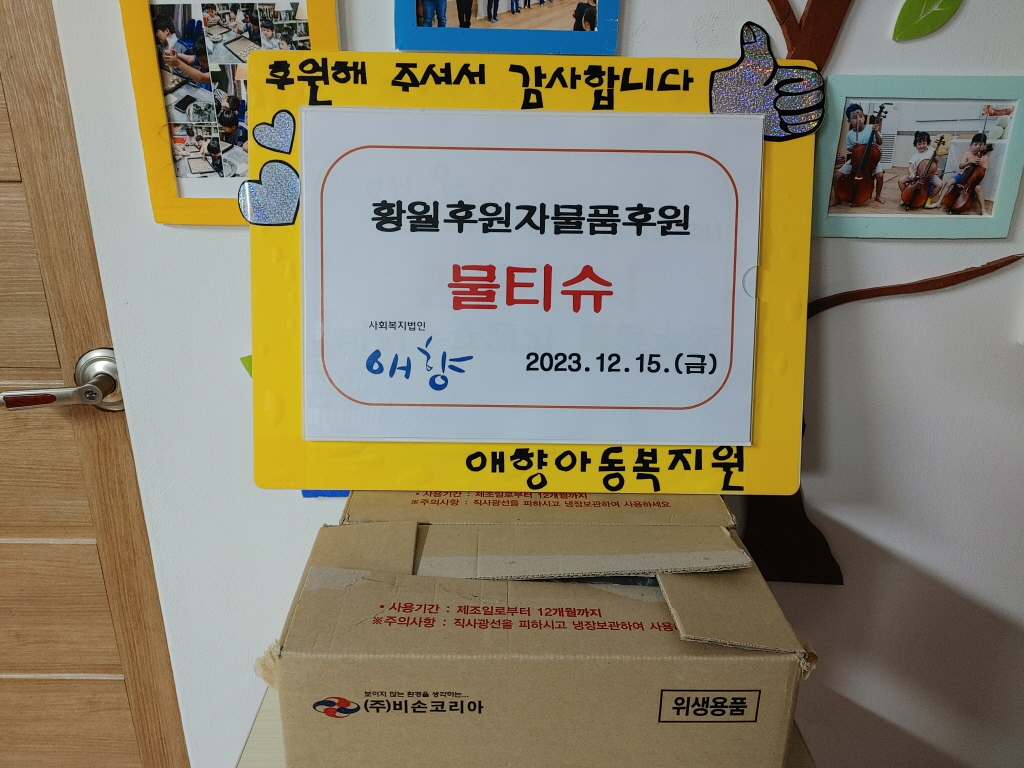 후원해 주셔서 감사합니다
황월후원자물품후원
물티슈
사회복지법인
애향
2023.12.15.(금)
애향아동복지원
• 사용기간 : 제조일로부터 12개월까지
※주의사항 : 직사광선을 피하시고 냉장보관하여 사용하세요
• 사용기간 : 제조일로부터 12개월까지
※주의사항 : 직사광선을 피하시고 냉장보관하여 사용
보이지 않는 환경을 생각하는...
(주)비손코리아
위생용품